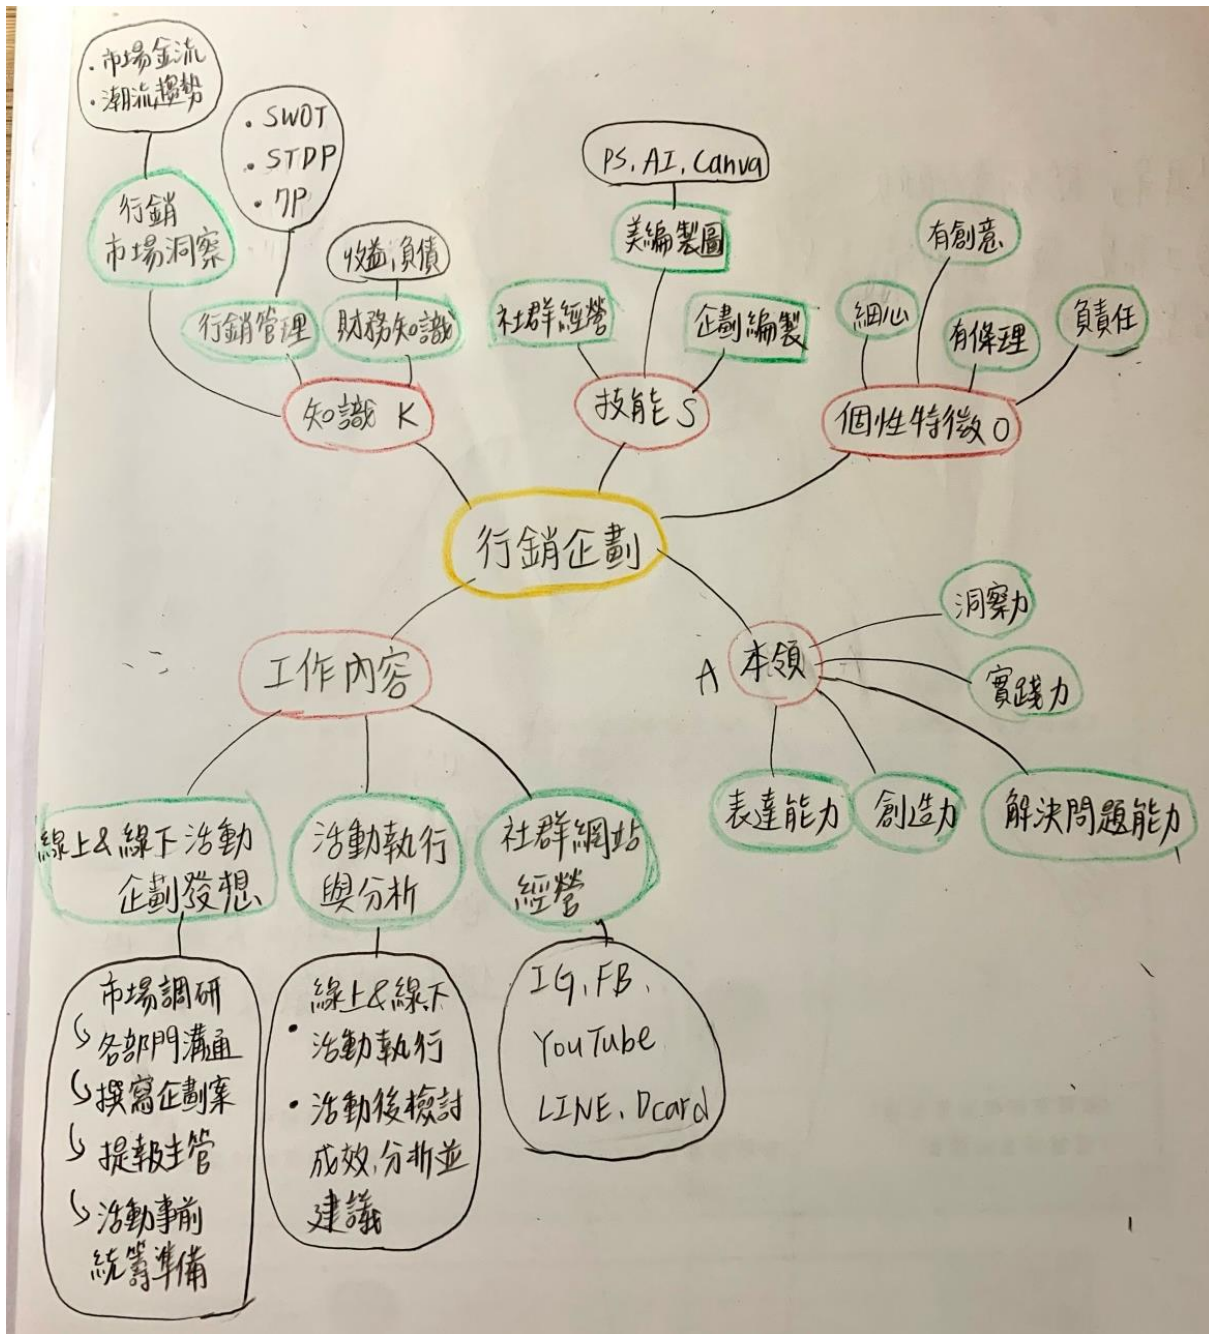 ・市場金流
・潮流趨勢
・SWOT
・STDP
・7P
PS, AI, Canva
行銷
市場洞察
美編製圖
有創意
收益, 負債
社群經營
企劃編製
細心
有條理
負責任
行銷管理
財務知識
知識 K
技能 S
個性特徵 O
行銷企劃
洞察力
A 本領
實踐力
工作內容
表達能力
創造力
解決問題能力
線上&線下活動
企劃發想
活動執行
與分析
社群網站
經營
市場調研
↳各部門溝通
↳撰寫企劃案
↳提報主管
↳活動事前
統籌準備
・線上&線下
活動執行
・活動後檢討
成效, 分析並
建議
IG, FB,
YouTube
LINE, Dcard